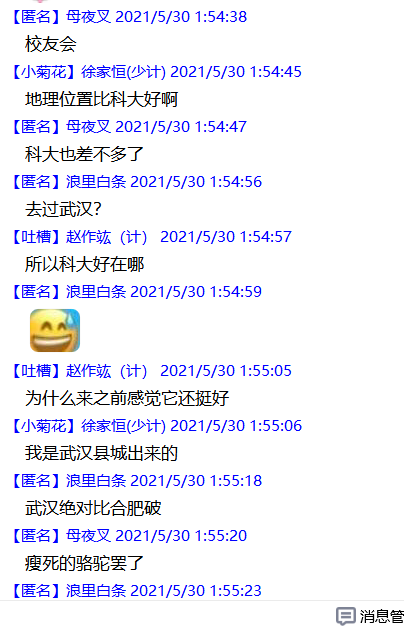 【匿名】母夜叉 2021/5/30 1:54:38
校友会
【小菊花】徐家恒(少计) 2021/5/30 1:54:45
地理位置比科大好啊
【匿名】母夜叉 2021/5/30 1:54:47
科大也差不多了
【匿名】浪里白条 2021/5/30 1:54:56
去过武汉?
【吐槽】赵作竑（计） 2021/5/30 1:54:57
所以科大好在哪
【匿名】浪里白条 2021/5/30 1:54:59
【吐槽】赵作竑（计） 2021/5/30 1:55:05
为什么来之前感觉它还挺好
【小菊花】徐家恒(少计) 2021/5/30 1:55:06
我是武汉县城出来的
【匿名】浪里白条 2021/5/30 1:55:18
武汉绝对比合肥破
【匿名】母夜叉 2021/5/30 1:55:20
瘦死的骆驼罢了
【匿名】浪里白条 2021/5/30 1:55:23
消息管